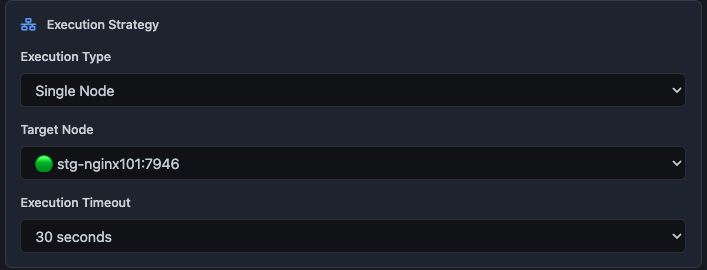 Execution Strategy
Execution Type
Single Node
Target Node
stg-nginx101:7946
Execution Timeout
30 seconds